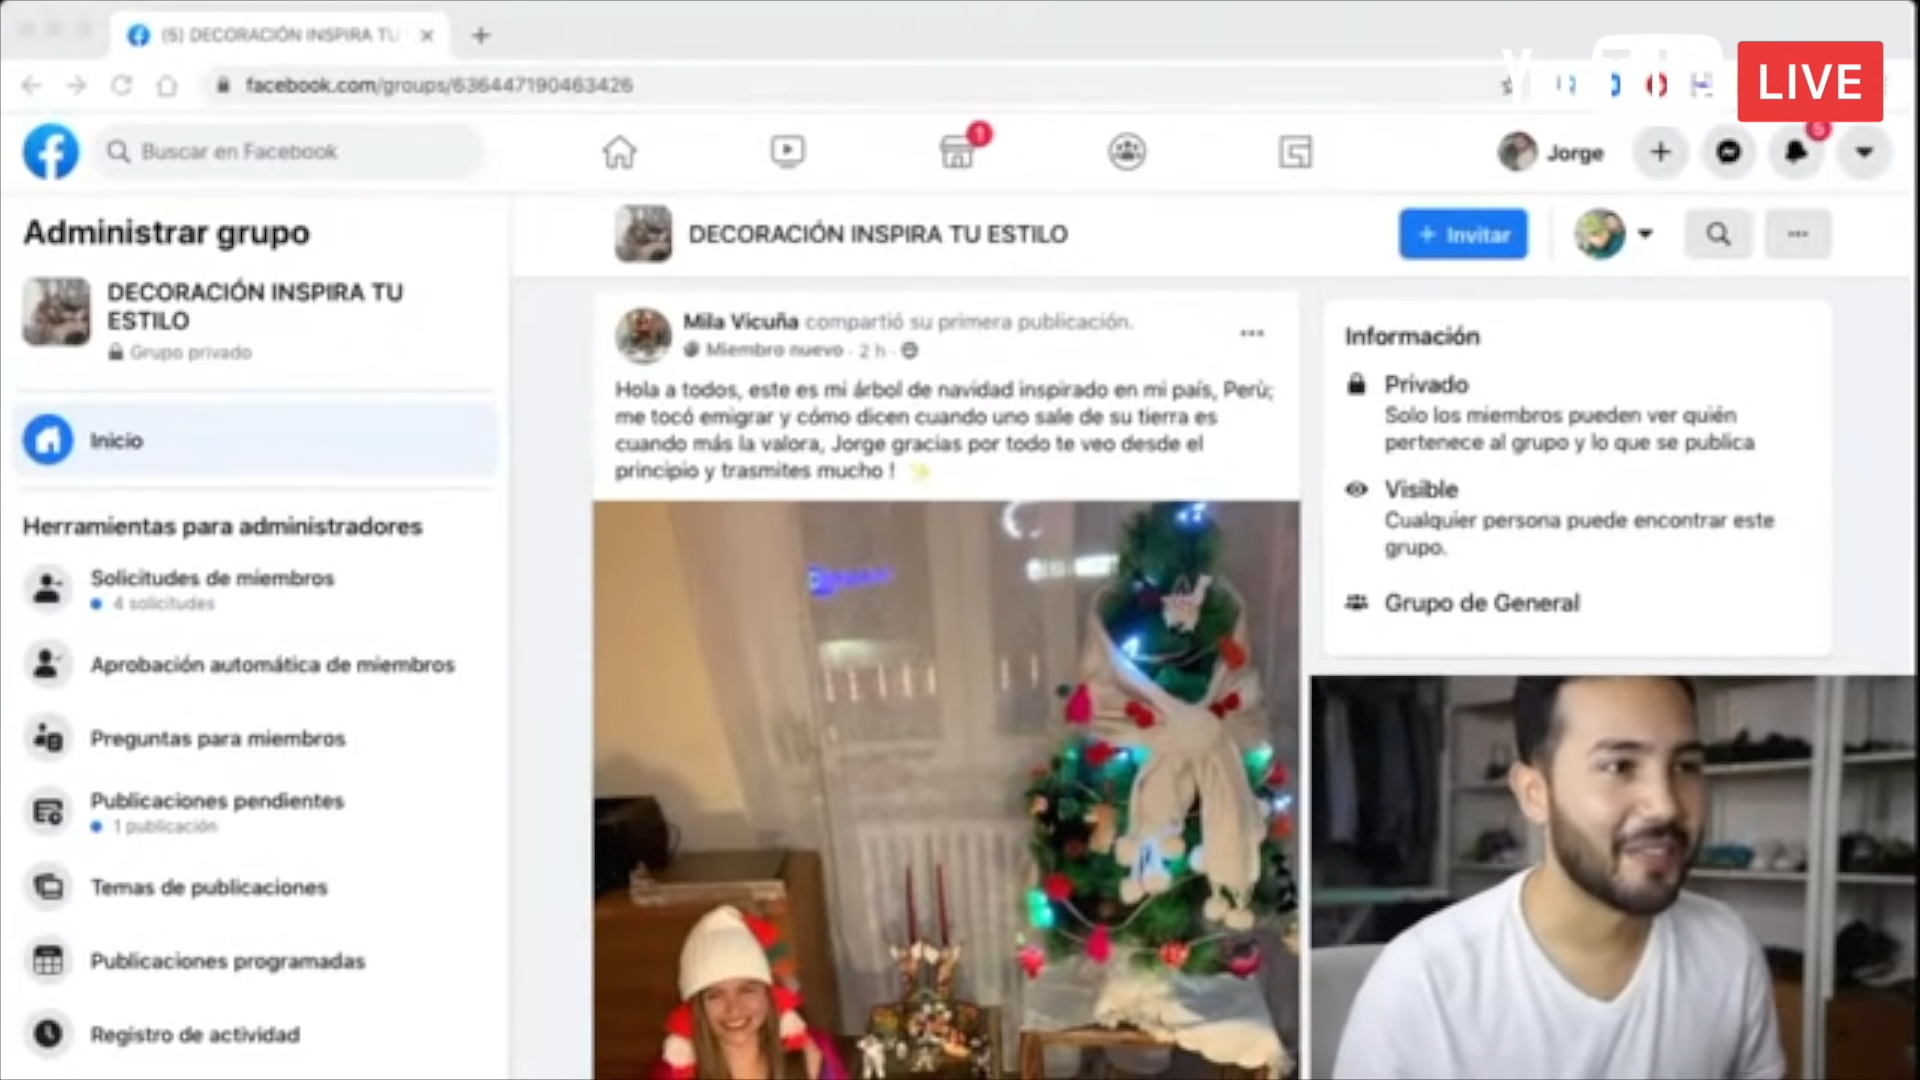 (5) DECORACIÓN INSPIRA TU
facebook.com/groups/636447190463426
LIVE
Buscar en Facebook
1
Jorge
5
Administrar grupo
DECORACIÓN INSPIRA TU
ESTILO
Grupo privado
Inicio
Herramientas para administradores
Solicitudes de miembros
4 solicitudes
Aprobación automática de miembros
Preguntas para miembros
Publicaciones pendientes
1 publicación
Temas de publicaciones
Publicaciones programadas
Registro de actividad
DECORACIÓN INSPIRA TU ESTILO
+ Invitar
Mila Vicuña compartió su primera publicación.
Miembro nuevo · 2 h ·
Hola a todos, este es mi árbol de navidad inspirado en mi país, Perù;
me tocó emigrar y cómo dicen cuando uno sale de su tierra es
cuando más la valora, Jorge gracias por todo te veo desde el
principio y trasmites mucho !
Información
Privado
Solo los miembros pueden ver quién
pertenece al grupo y lo que se publica
Visible
Cualquier persona puede encontrar este
grupo.
Grupo de General